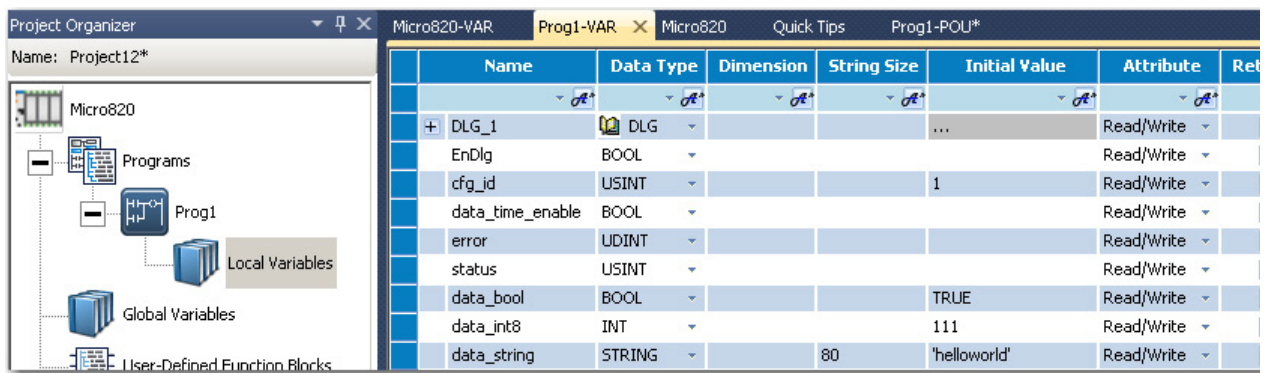 Project Organizer
Name: Project12*
Micro820
Programs
Prog1
Local Variables
Global Variables
User-Defined Function Blocks
Micro820-VAR Prog1-VAR Micro820 Quick Tips Prog1-POU*
Name Data Type Dimension String Size Initial Value Attribute Ret
DLG_1 DLG ... Read/Write
EnDlg BOOL Read/Write
cfg_id USINT 1 Read/Write
data_time_enable BOOL Read/Write
error UDINT Read/Write
status USINT Read/Write
data_bool BOOL TRUE Read/Write
data_int8 INT 111 Read/Write
data_string STRING 80 'helloworld' Read/Write